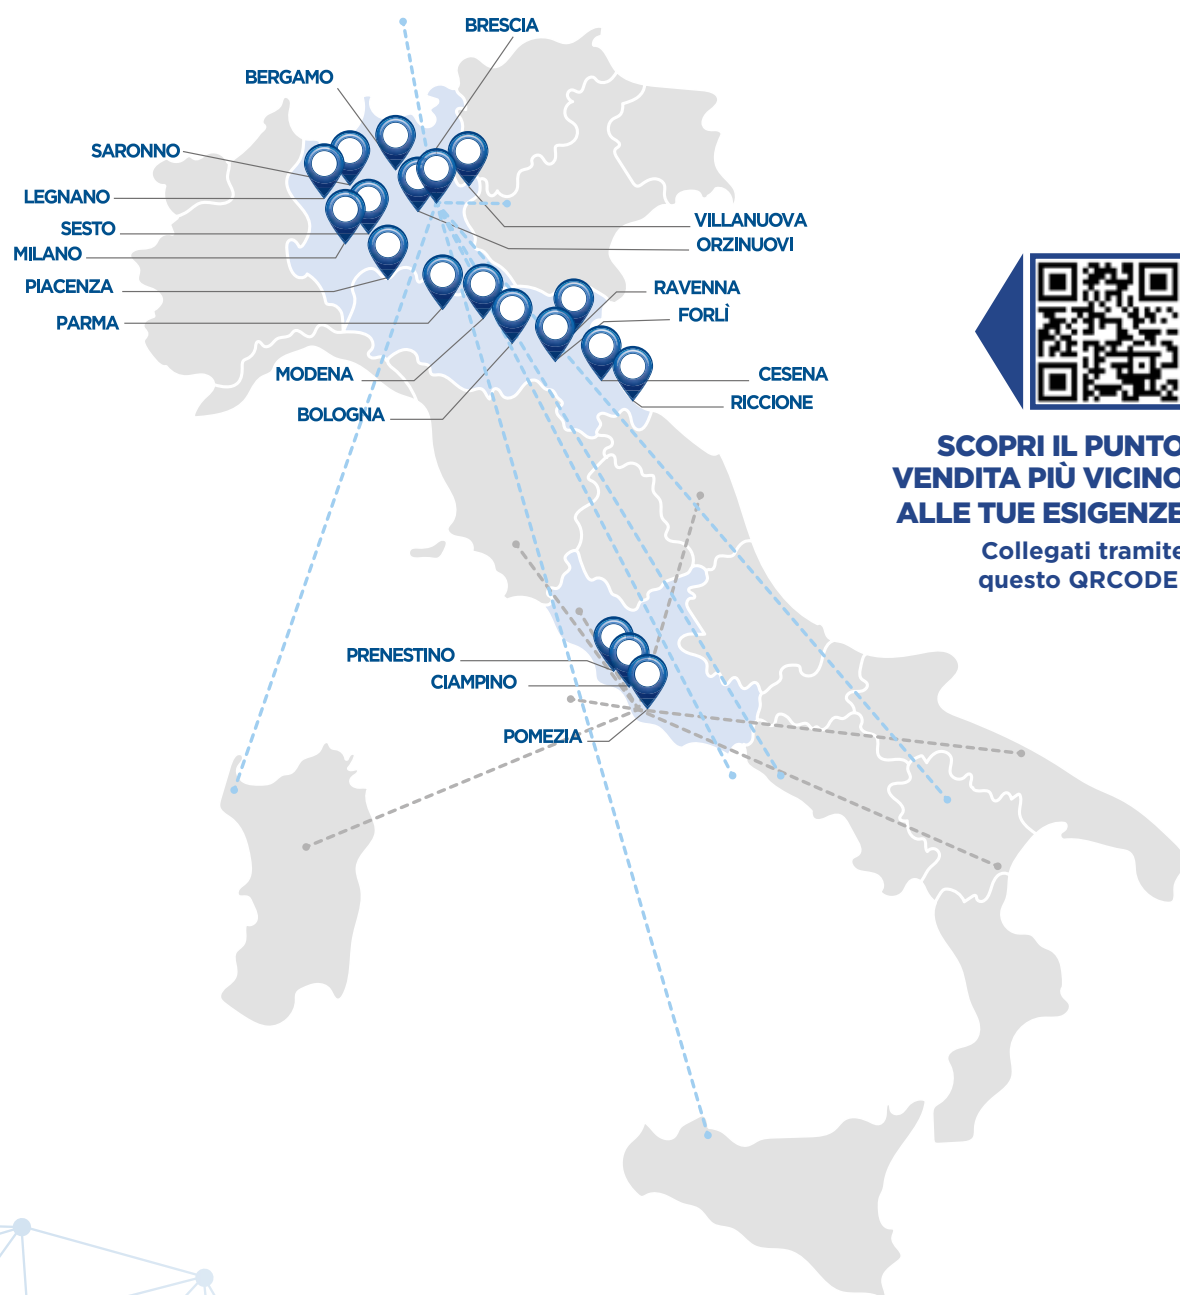 BRESCIA
BERGAMO
SARONNO
LEGNANO
SESTO
MILANO
PIACENZA
PARMA
MODENA
BOLOGNA
VILLANUOVA
ORZINUOVI
RAVENNA
FORLÌ
CESENA
RICCIONE
SCOPRI IL PUNTO
VENDITA PIÙ VICINO
ALLE TUE ESIGENZE
Collegati tramite
questo QRCODE
PRENESTINO
CIAMPINO
POMEZIA